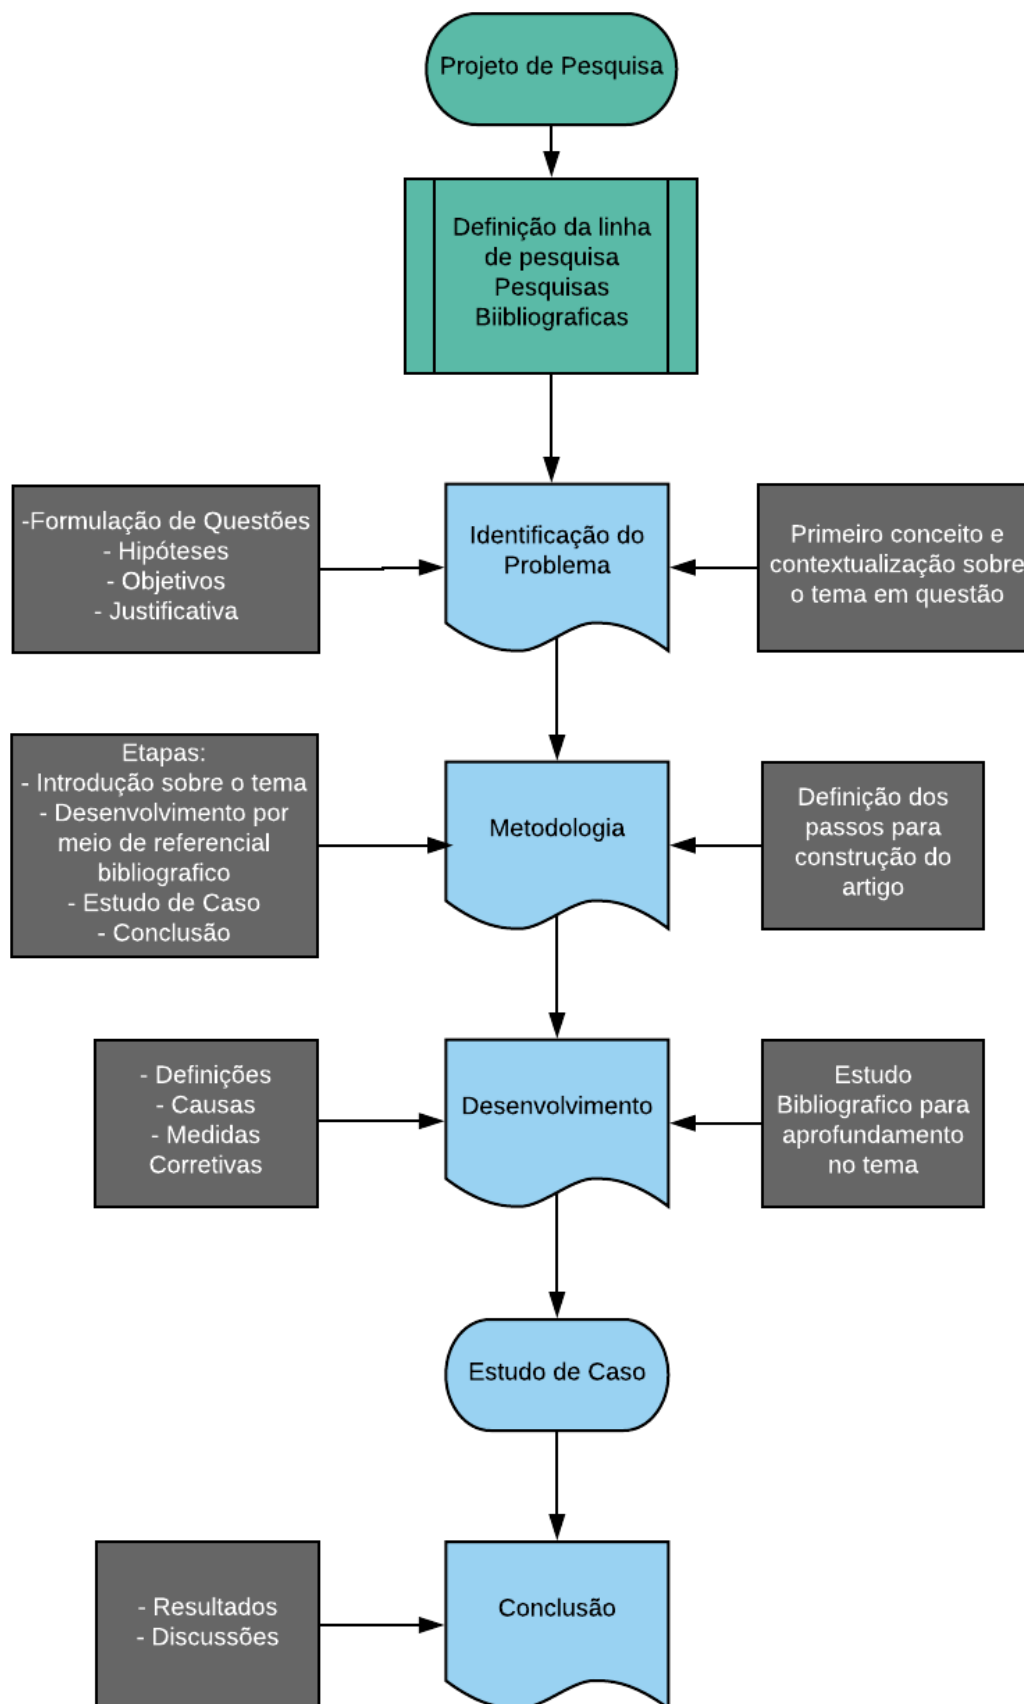 Projeto de Pesquisa
Definição da linha
de pesquisa
Pesquisas
Biibliograficas
-Formulação de Questões
- Hipóteses
- Objetivos
- Justificativa
Identificação do
Problema
Primeiro conceito e
contextualização sobre
o tema em questão
Etapas:
- Introdução sobre o tema
- Desenvolvimento por
meio de referencial
bibliografico
- Estudo de Caso
- Conclusão
Metodologia
Definição dos
passos para
construção do
artigo
- Definições
- Causas
- Medidas
Corretivas
Desenvolvimento
Estudo
Bibliografico para
aprofundamento
no tema
Estudo de Caso
- Resultados
- Discussões
Conclusão